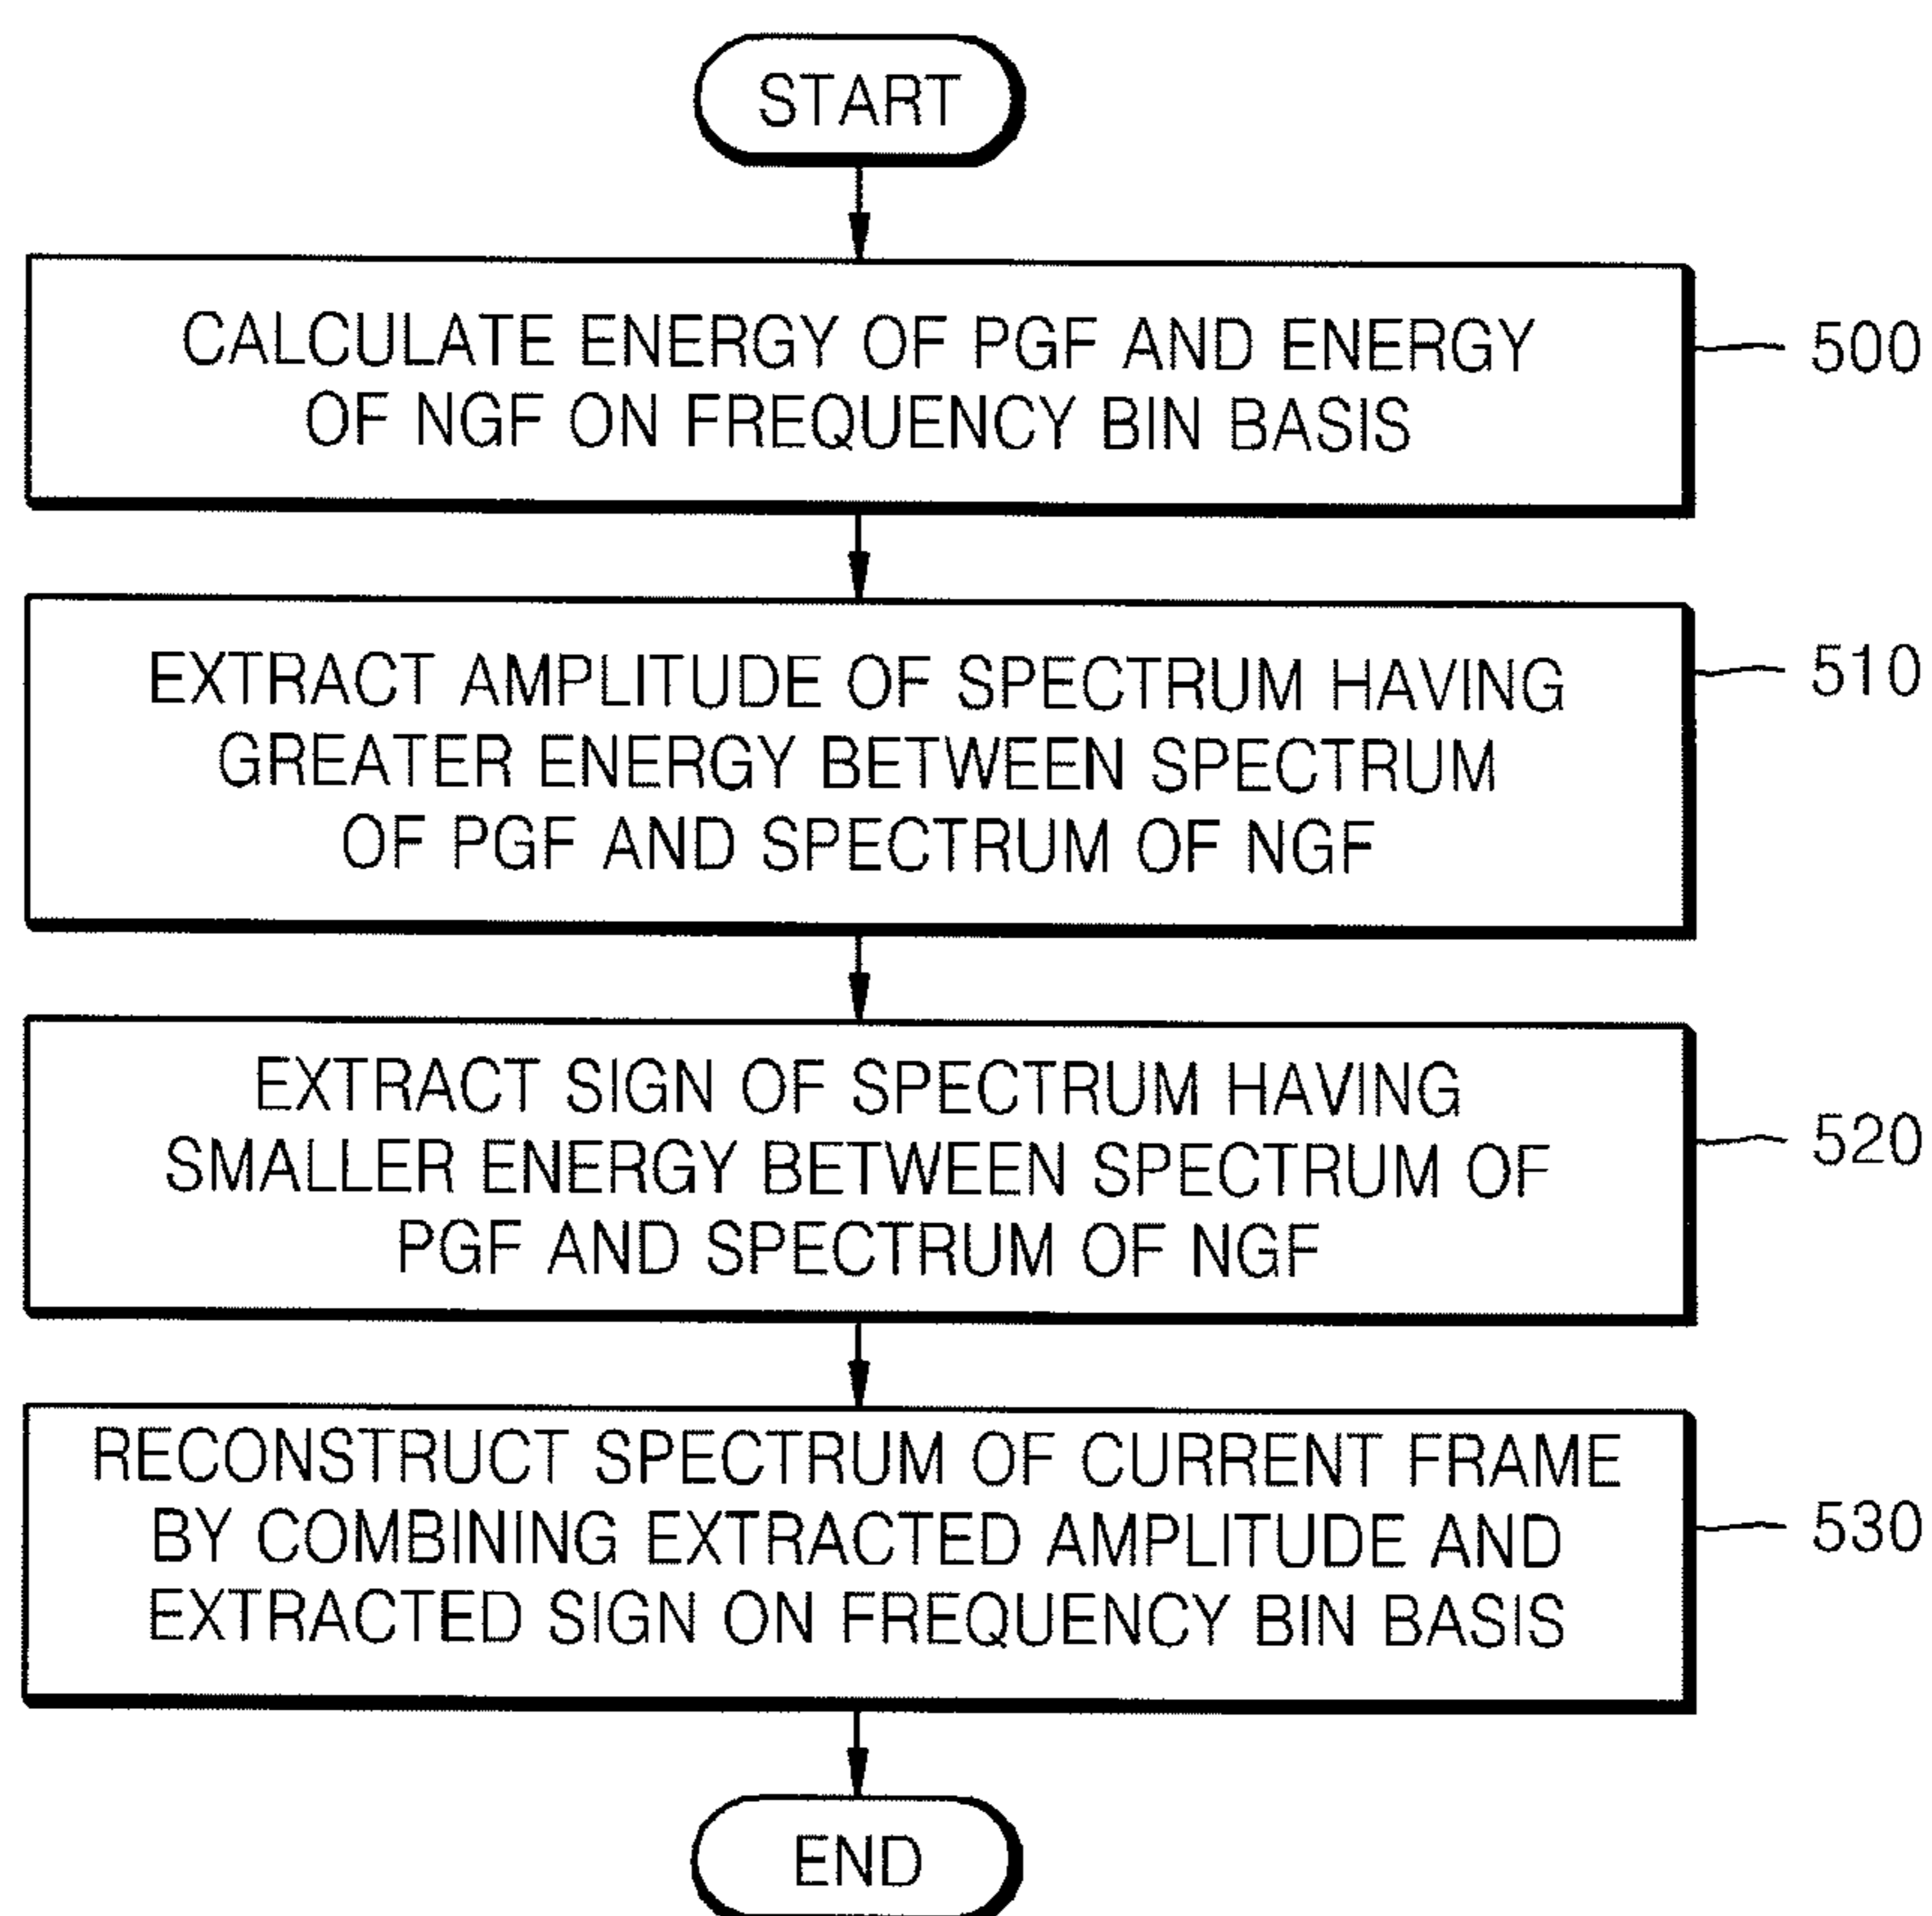 START
CALCULATE ENERGY OF PGF AND ENERGY
OF NGF ON FREQUENCY BIN BASIS
500
EXTRACT AMPLITUDE OF SPECTRUM HAVING
GREATER ENERGY BETWEEN SPECTRUM
OF PGF AND SPECTRUM OF NGF
510
EXTRACT SIGN OF SPECTRUM HAVING
SMALLER ENERGY BETWEEN SPECTRUM OF
PGF AND SPECTRUM OF NGF
520
RECONSTRUCT SPECTRUM OF CURRENT FRAME
BY COMBINING EXTRACTED AMPLITUDE AND
EXTRACTED SIGN ON FREQUENCY BIN BASIS
530
END